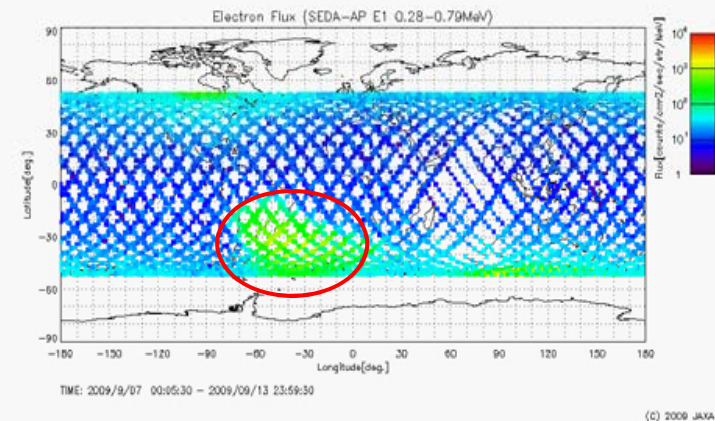 Electron Flux (SEDA-AP E1 0.28-0.79MeV)
90
60
30
0
-30
-60
-90
Latitude[deg.]
-180 -150 -120 -90 -60 -30 0 30 60 90 120 150 180
Longitude[deg.]
10⁴
10³
10²
10¹
1
Flux[counts/cm2/sec/str/MeV]
TIME: 2009/9/07 00:05:30 - 2009/09/13 23:59:30
(C) 2009 JAXA